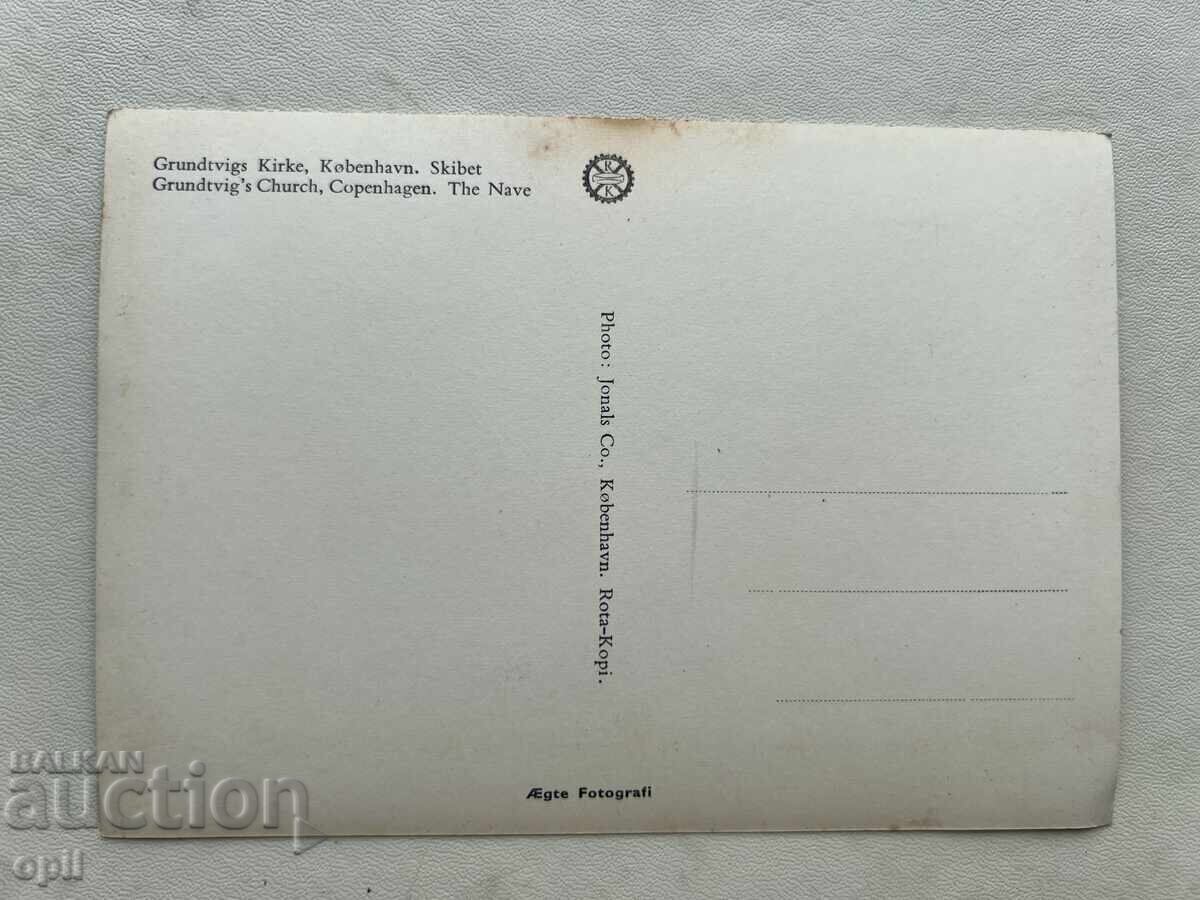 Grundtvigs Kirke, København. Skibet
Grundtvig's Church, Copenhagen. The Nave
R
K
Photo: Jonals Co., København. Rota-Kopi.
Ægte Fotografi
BALKAN
auction
opil